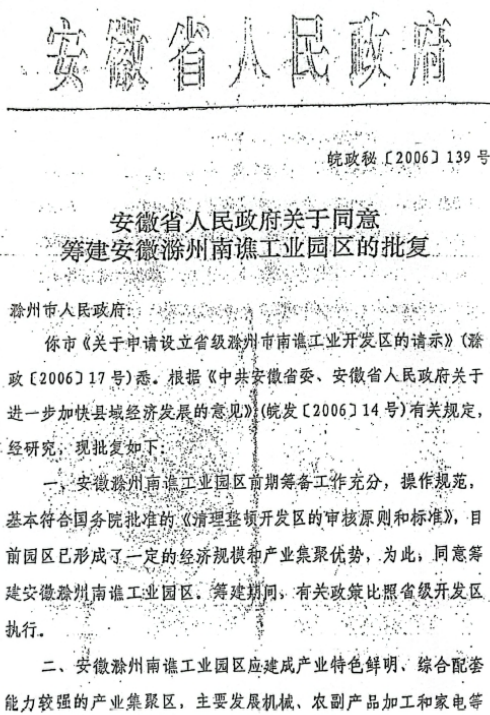 安徽省人民政府
皖政秘〔2006〕139号
安徽省人民政府关于同意
筹建安徽滁州南谯工业园区的批复
滁州市人民政府：
你市《关于申请设立省级滁州市南谯工业开发区的请示》(滁
政〔2006〕17号)悉。根据《中共安徽省委、安徽省人民政府关于
进一步加快县域经济发展的意见》(皖发〔2006〕14号)有关规定，
经研究，现批复如下：
一、安徽滁州南谯工业园区前期筹备工作充分，操作规范，
基本符合国务院批准的《清理整顿开发区的审核原则和标准》，目
前园区已形成了一定的经济规模和产业集聚优势，为此，同意筹
建安徽滁州南谯工业园区。筹建期间，有关政策比照省级开发区
执行。
二、安徽滁州南谯工业园区应建成产业特色鲜明、综合配套
能力较强的产业集聚区，主要发展机械、农副产品加工和家电等